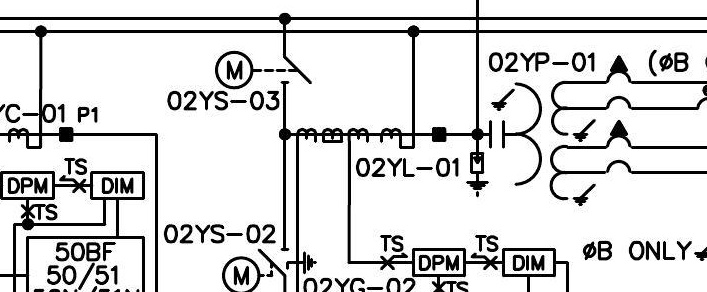 02YP-01
(øB
M
02YS-03
YC-01 P1
02YL-01
TS
DPM
DIM
TS
02YS-02
50BF
50/51
TS
TS
DPM
DIM
øB ONLY
M
02YG-02
TS